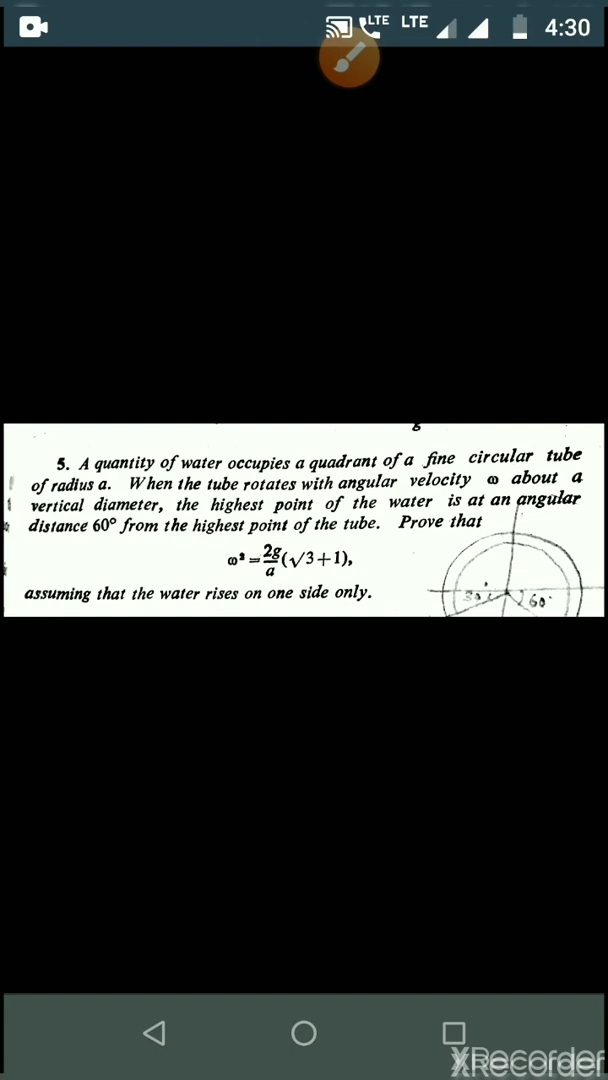 LTE LTE 4:30
5. A quantity of water occupies a quadrant of a fine circular tube
of radius a. When the tube rotates with angular velocity ω about a
vertical diameter, the highest point of the water is at an angular
distance 60° from the highest point of the tube. Prove that
ω² = 2g/a (√3+1),
assuming that the water rises on one side only.
30° 60°
XRecorder